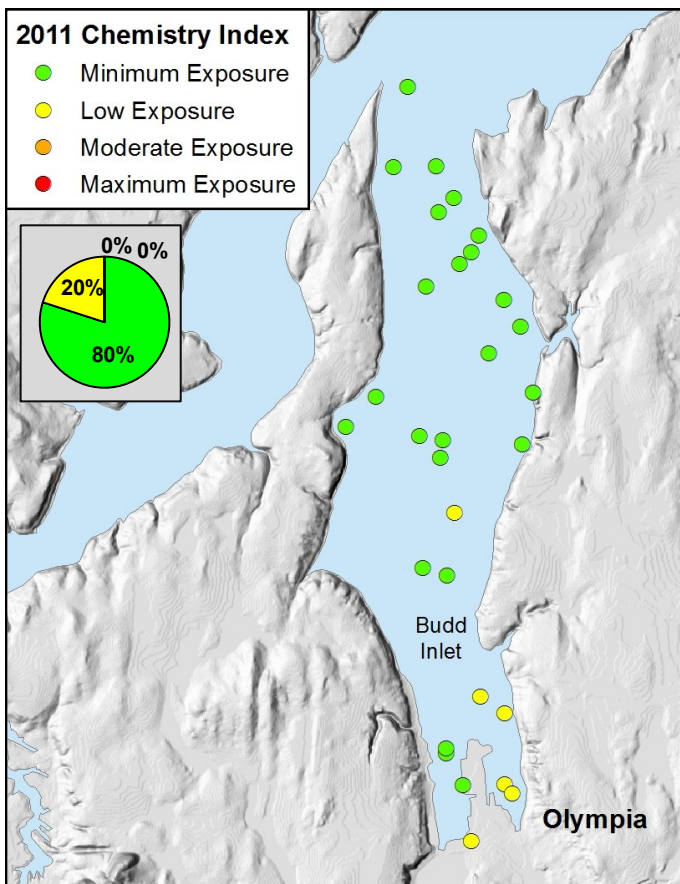 2011 Chemistry Index
Minimum Exposure
Low Exposure
Moderate Exposure
Maximum Exposure
0% 0%
20%
80%
Budd
Inlet
Olympia